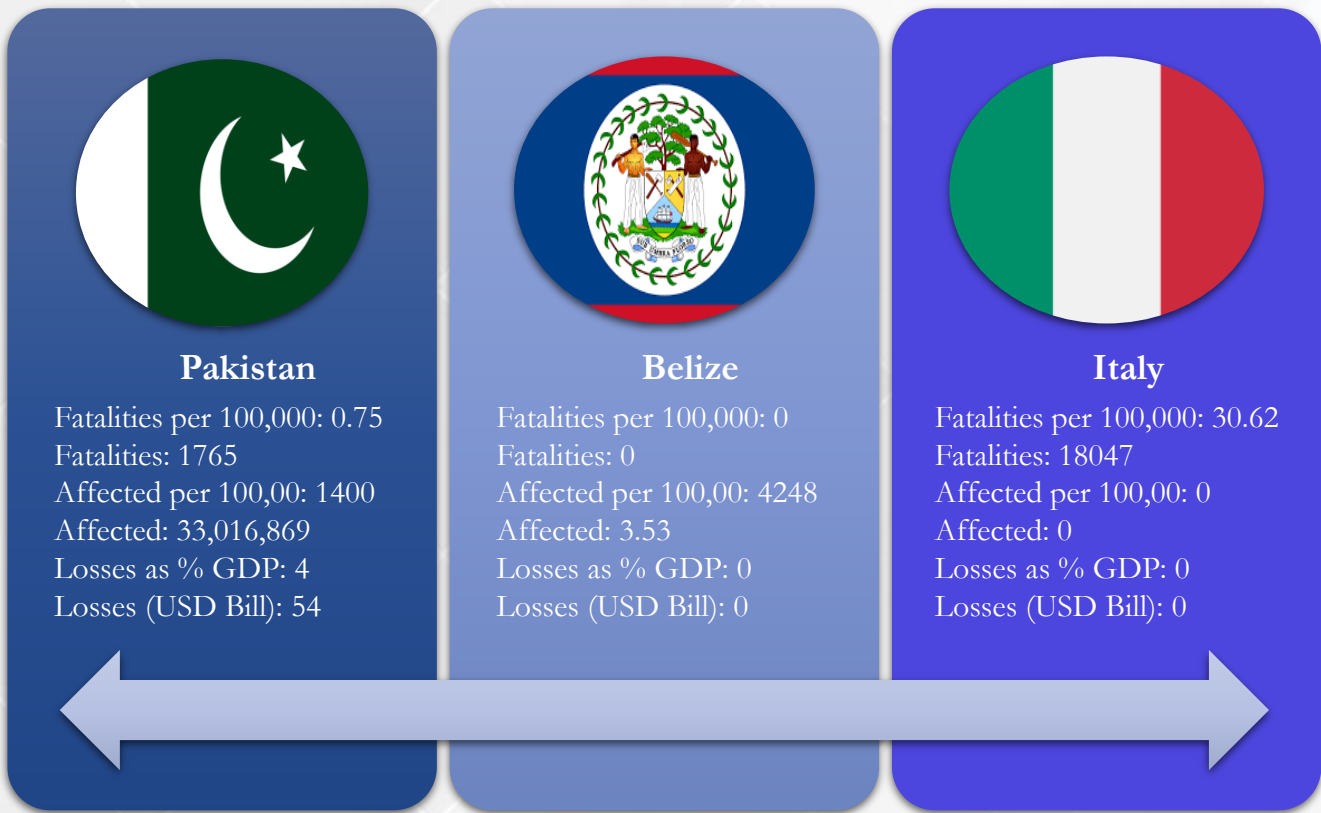 Pakistan
Fatalities per 100,000: 0.75
Fatalities: 1765
Affected per 100,00: 1400
Affected: 33,016,869
Losses as % GDP: 4
Losses (USD Bill): 54
SUB UMBRA FLOREO
Belize
Fatalities per 100,000: 0
Fatalities: 0
Affected per 100,00: 4248
Affected: 3.53
Losses as % GDP: 0
Losses (USD Bill): 0
Italy
Fatalities per 100,000: 30.62
Fatalities: 18047
Affected per 100,00: 0
Affected: 0
Losses as % GDP: 0
Losses (USD Bill): 0